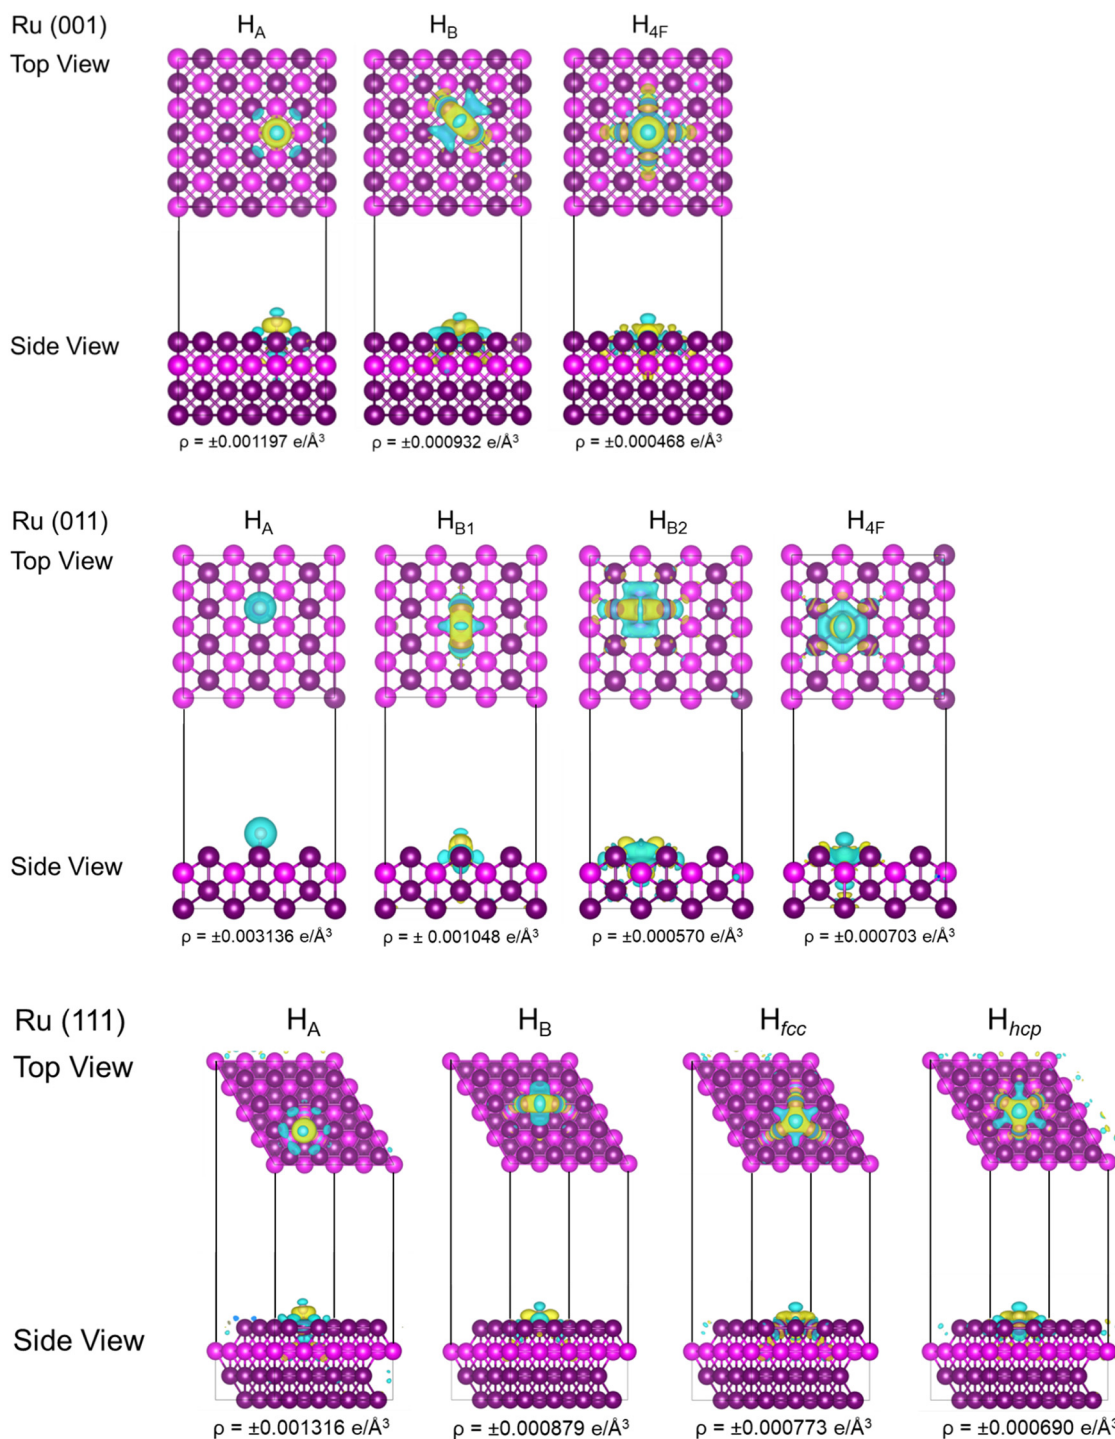 Ru (001) H_A H_B H_4F
Top View
Side View
ρ = ±0.001197 e/Å³ ρ = ±0.000932 e/Å³ ρ = ±0.000468 e/Å³
Ru (011) H_A H_B1 H_B2 H_4F
Top View
Side View
ρ = ±0.003136 e/Å³ ρ = ± 0.001048 e/Å³ ρ = ±0.000570 e/Å³ ρ = ±0.000703 e/Å³
Ru (111) H_A H_B H_fcc H_hcp
Top View
Side View
ρ = ±0.001316 e/Å³ ρ = ±0.000879 e/Å³ ρ = ±0.000773 e/Å³ ρ = ±0.000690 e/Å³